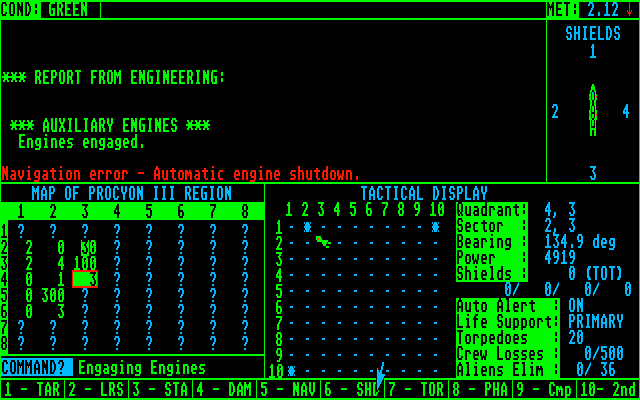 COND: GREEN | MET: 2.12 ↓
SHIELDS
1
*** REPORT FROM ENGINEERING:
2 4
*** AUXILIARY ENGINES ***
Engines engaged.
3
Navigation error - Automatic engine shutdown.
MAP OF PROCYON III REGION
1 2 3 4 5 6 7 8
1 ? ? ? ? ? ? ? ?
2 2 0 30 ? ? ? ? ?
3 2 4 100 ? ? ? ? ?
4 0 1 3 ? ? ? ? ?
5 0 300 ? ? ? ? ? ?
6 0 3 ? ? ? ? ? ?
7 ? ? ? ? ? ? ? ?
8 ? ? ? ? ? ? ? ?
COMMAND? Engaging Engines
TACTICAL DISPLAY
1 2 3 4 5 6 7 8 9 10
1 - * - - - - - - - *
2 - - - - - - - - -
3 - - - - - - - - - -
4 - - - - - - - - - -
5 - - - - - - - - - -
6 - - - - - - - - - -
7 - - - - - - - - - -
8 - - - - - - - - - -
9 - - - - - - - - - -
10 * - - - - - - - - -
Quadrant: 4, 3
Sector : 2, 3
Bearing : 134.9 deg
Power : 4919
Shields : 0 (TOT)
0/ 0/ 0/ 0
Auto Alert : ON
Life Support: PRIMARY
Torpedoes : 20
Crew Losses : 0/500
Aliens Elim : 0/ 36
1 - TAR|2 - LRS|3 - STA|4 - DAM|5 - NAV|6 - SHL|7 - TOR|8 - PHA|9 - Cmp|10- 2nd